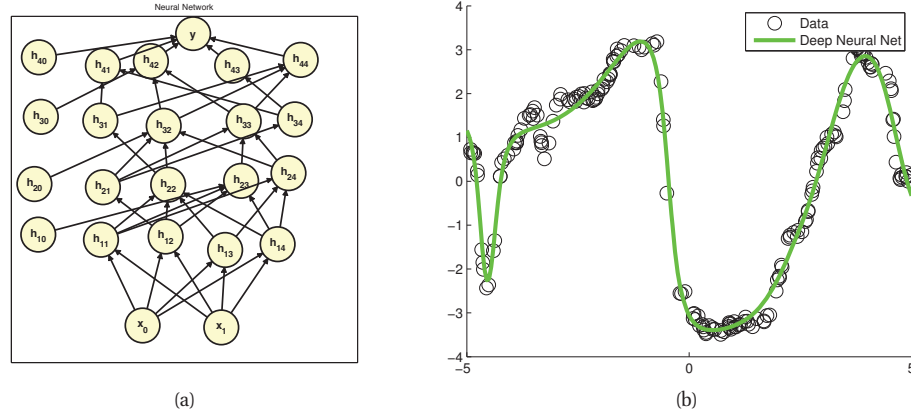 Neural Network
y
h40
h41
h42
h43
h44
h30
h31
h32
h33
h34
h20
h21
h22
h23
h24
h10
h11
h12
h13
h14
x0
x1
(a)
Data
Deep Neural Net
4
3
2
1
0
−1
−2
−3
−4
−5
0
5
(b)